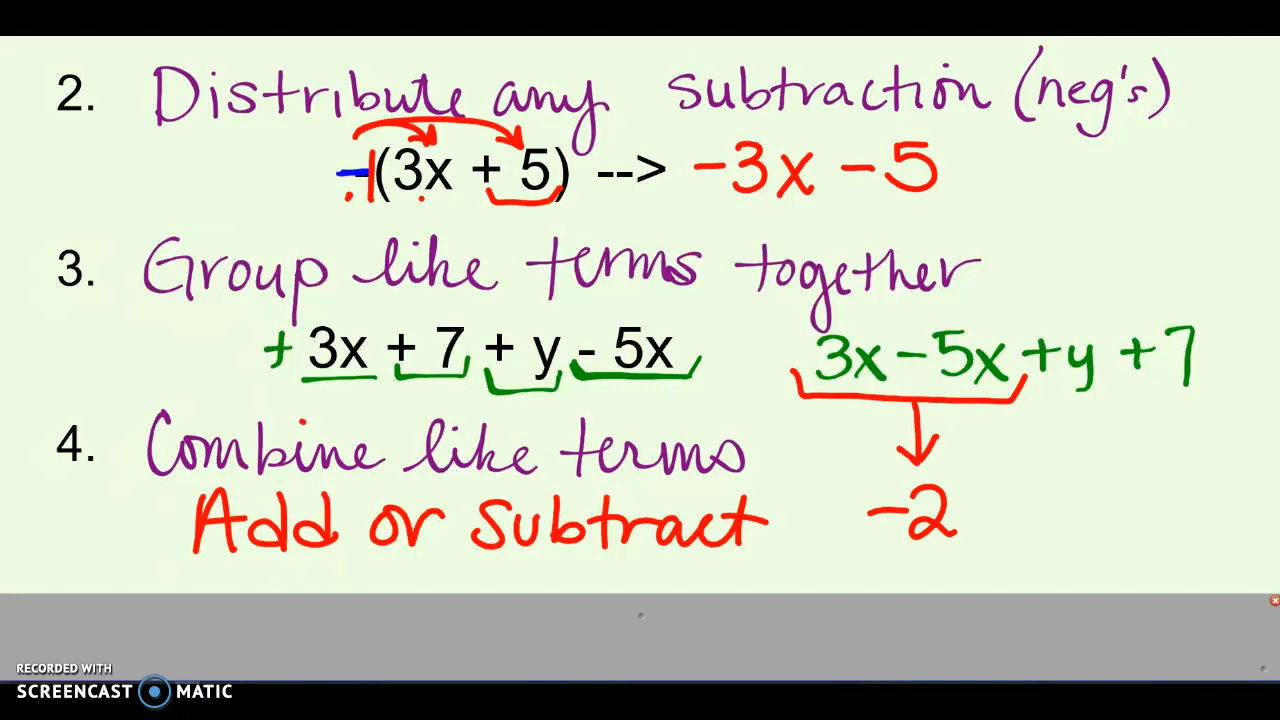 2. Distribute any subtraction (neg's)
-1(3x + 5) --> -3x - 5
3. Group like terms together
+ 3x + 7 + y - 5x 3x - 5x + y + 7
4. Combine like terms
Add or subtract -2
RECORDED WITH
SCREENCAST MATIC